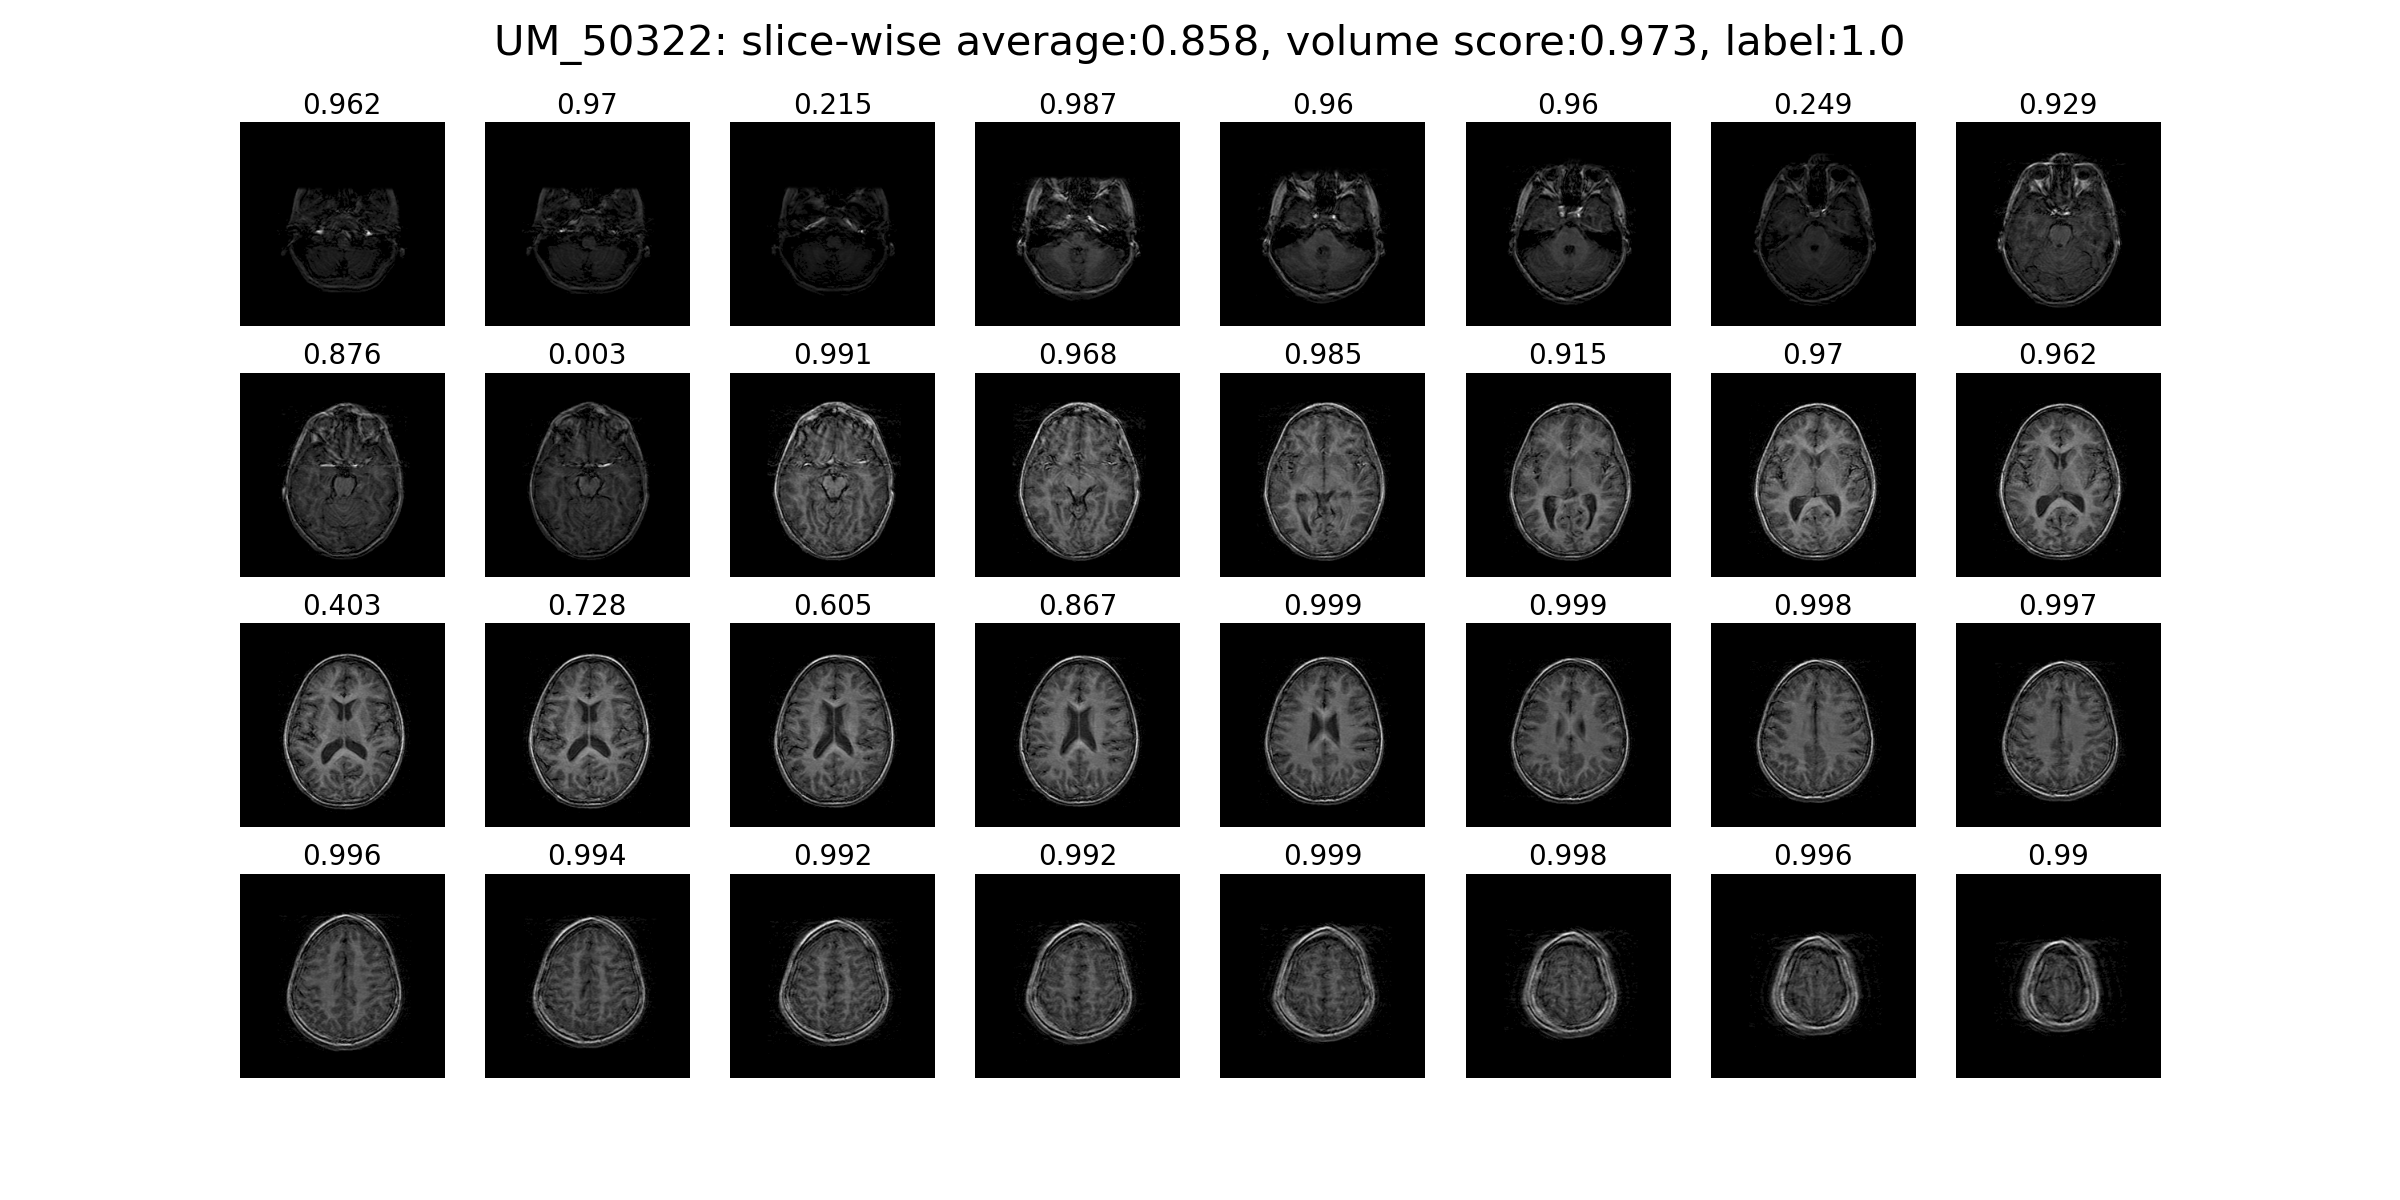 UM_50322: slice-wise average:0.858, volume score:0.973, label:1.0
0.962 0.97 0.215 0.987 0.96 0.96 0.249 0.929
0.876 0.003 0.991 0.968 0.985 0.915 0.97 0.962
0.403 0.728 0.605 0.867 0.999 0.999 0.998 0.997
0.996 0.994 0.992 0.992 0.999 0.998 0.996 0.99